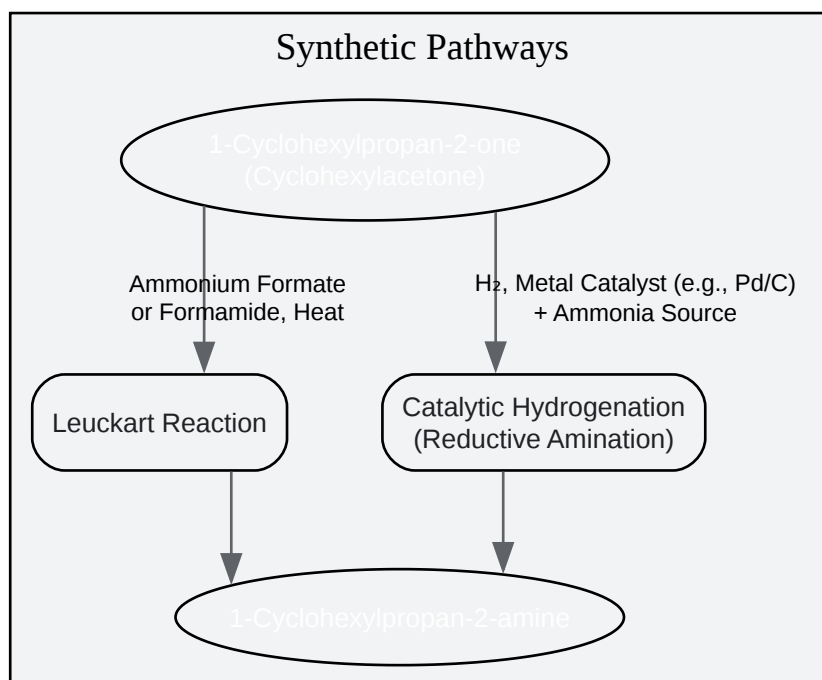 Synthetic Pathways
1-Cyclohexylpropan-2-one
(Cyclohexylacetone)
Ammonium Formate
or Formamide, Heat
H₂, Metal Catalyst (e.g., Pd/C)
+ Ammonia Source
Leuckart Reaction
Catalytic Hydrogenation
(Reductive Amination)
1-Cyclohexylpropan-2-amine